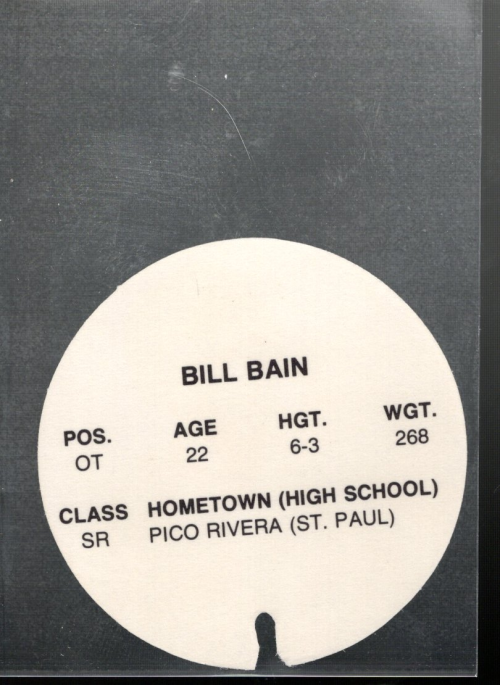 BILL BAIN
POS. AGE HGT. WGT.
OT 22 6-3 268
CLASS HOMETOWN (HIGH SCHOOL)
SR PICO RIVERA (ST. PAUL)